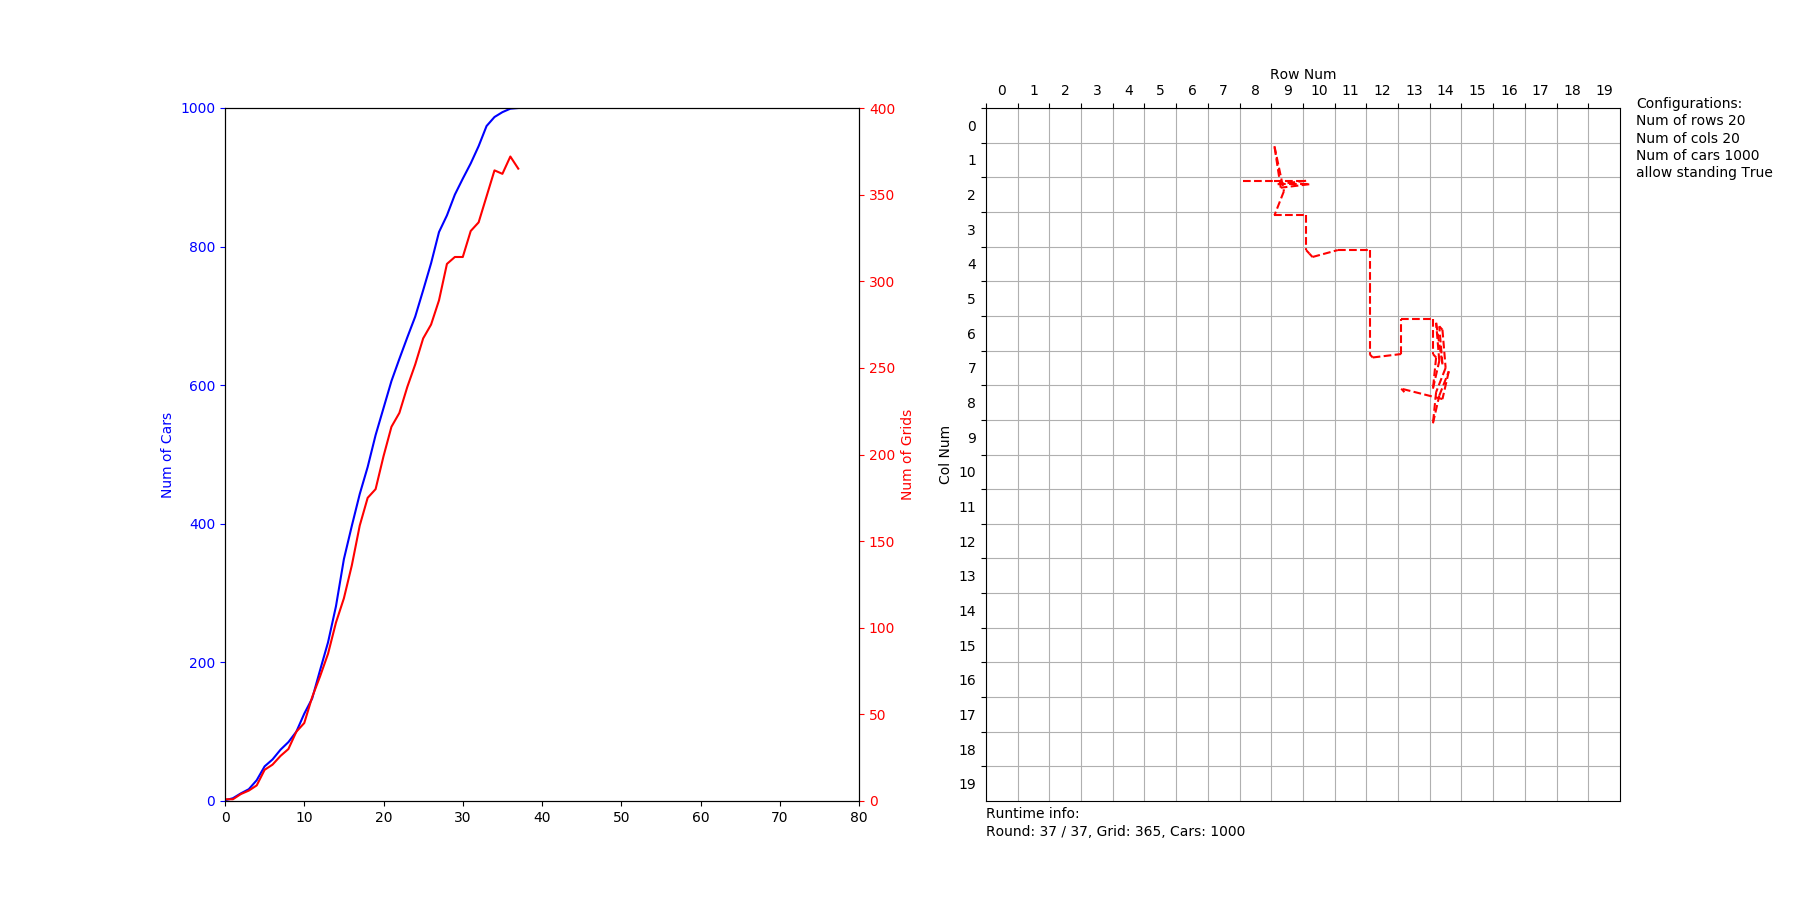 1000
800
600
400
200
0
Num of Cars
0 10 20 30 40 50 60 70 80
400
350
300
250
200
150
100
50
0
Num of Grids
Row Num
0 1 2 3 4 5 6 7 8 9 10 11 12 13 14 15 16 17 18 19
Col Num
0
1
2
3
4
5
6
7
8
9
10
11
12
13
14
15
16
17
18
19
Configurations:
Num of rows 20
Num of cols 20
Num of cars 1000
allow standing True
Runtime info:
Round: 37 / 37, Grid: 365, Cars: 1000